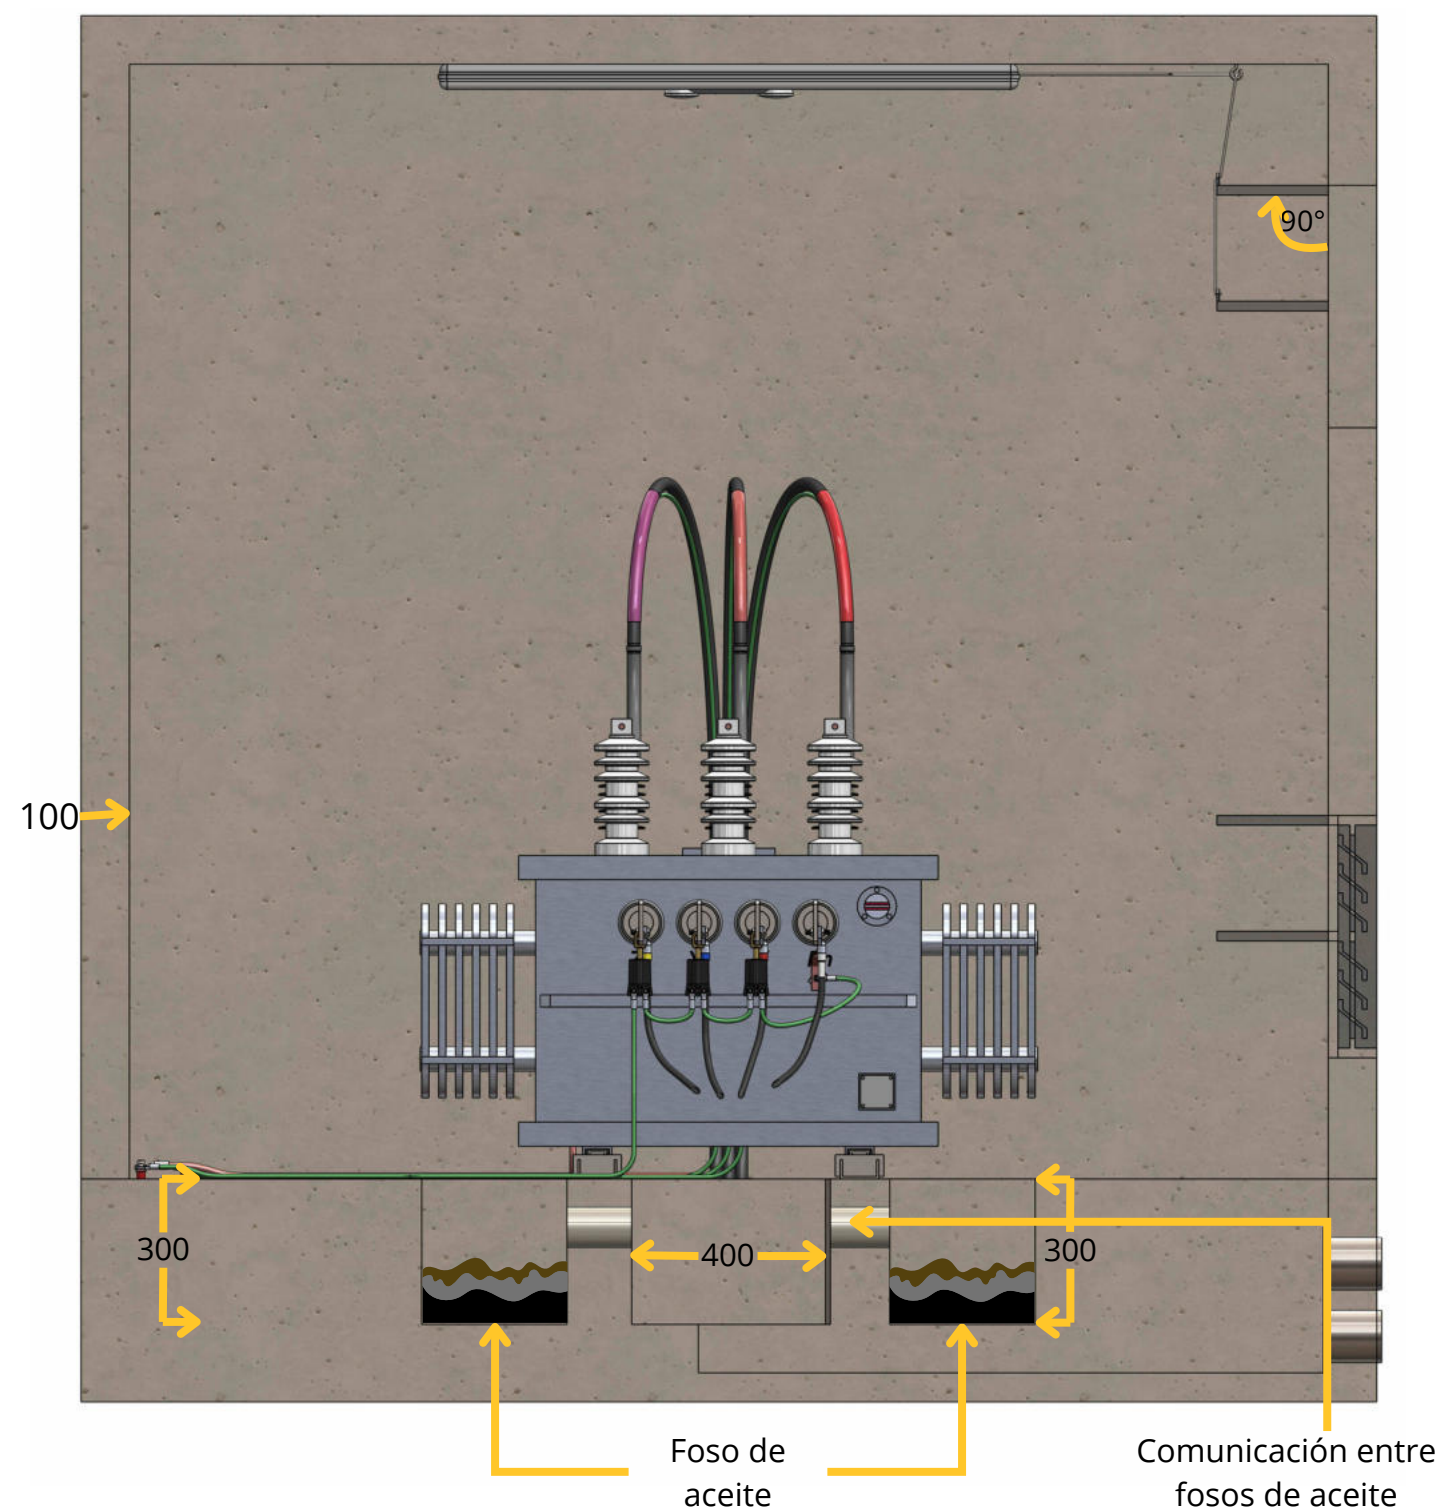 90°
100
300
400
300
Foso de
aceite
Comunicación entre
fosos de aceite